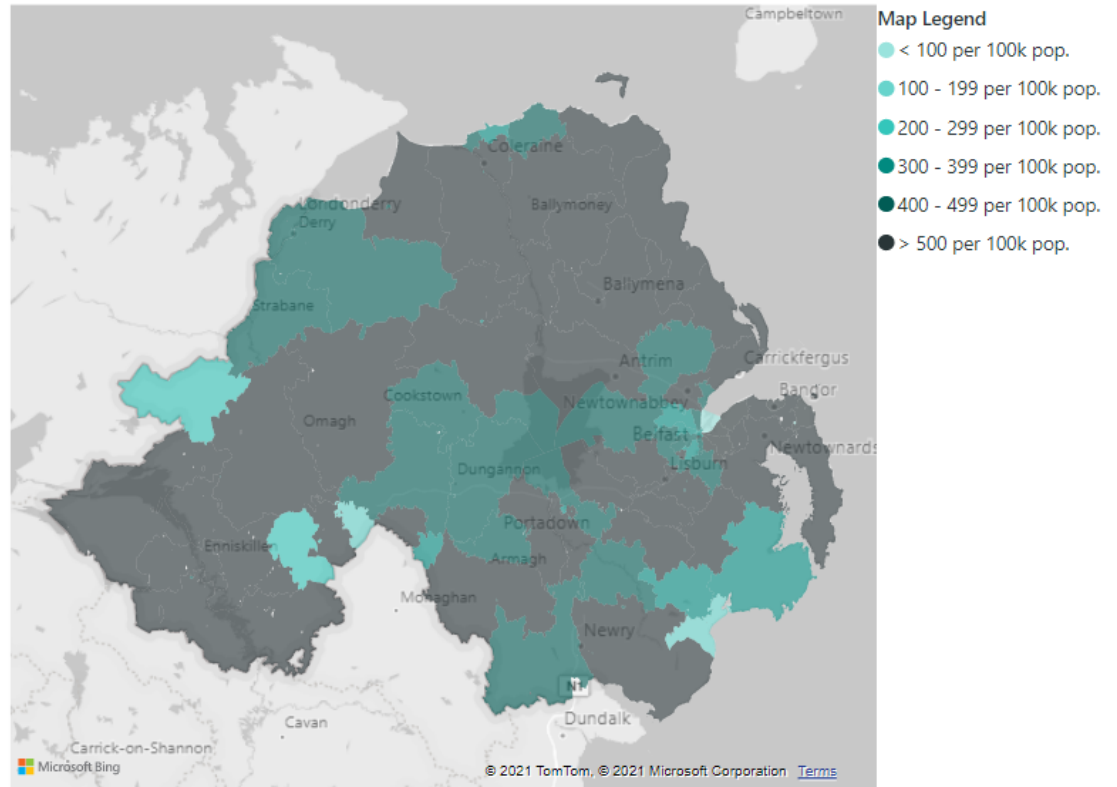 Campbeltown
Map Legend
< 100 per 100k pop.
100 - 199 per 100k pop.
200 - 299 per 100k pop.
300 - 399 per 100k pop.
400 - 499 per 100k pop.
> 500 per 100k pop.
Coleraine
Londonderry
Derry
Ballymoney
Ballymena
Strabane
Antrim
Carrickfergus
Bangor
Cookstown
Newtownabbey
Omagh
Belfast
Newtownards
Lisburn
Dungannon
Portadown
Enniskillen
Armagh
Monaghan
Newry
N1
Dundalk
Cavan
Carrick-on-Shannon
Microsoft Bing
© 2021 TomTom, © 2021 Microsoft Corporation Terms